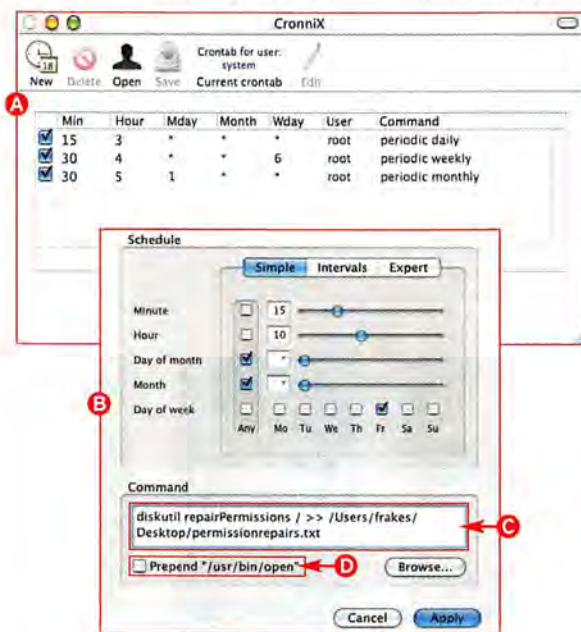 CronniX
New Delete Open Save Crontab for user: system Current crontab Edit
A
Min Hour Mday Month Wday User Command
15 3 * * * root periodic daily
30 4 * * 6 root periodic weekly
30 5 1 * * root periodic monthly
Schedule
Simple Intervals Expert
Minute 15
Hour 10
Day of month *
Month *
B
Day of week
Any Mo Tu We Th Fr Sa Su
Command
diskutil repairPermissions / >> /Users/frakes/
Desktop/permissionrepairs.txt
C
Prepend "/usr/bin/open"
D
Browse...
Cancel Apply